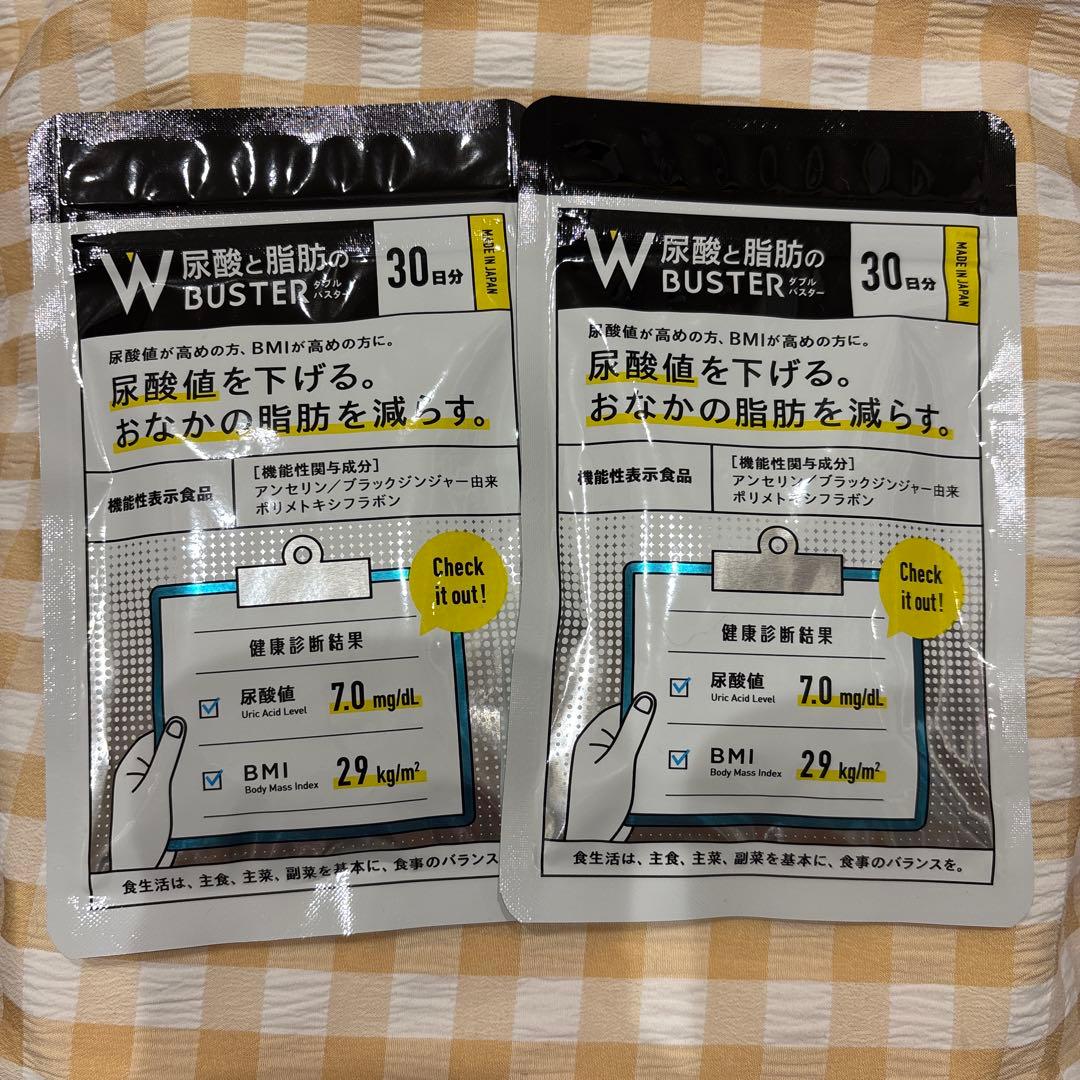 W 尿酸と脂肪の
BUSTER ダブル
バスター
30日分
MADE IN JAPAN
尿酸値が高めの方、BMIが高めの方に。
尿酸値を下げる。
おなかの脂肪を減らす。
機能性表示食品
[機能性関与成分]
アンセリン/ブラックジンジャー由来
ポリメトキシフラボン
Check
it out!
健康診断結果
尿酸値 7.0 mg/dL
Uric Acid Level
BMI 29 kg/m²
Body Mass Index
食生活は、主食、主菜、副菜を基本に、食事のバランス
W 尿酸と脂肪の
BUSTER ダブル
バスター
30日分
MADE IN JAPAN
尿酸値が高めの方、BMIが高めの方に。
尿酸値を下げる。
おなかの脂肪を減らす。
機能性表示食品
[機能性関与成分]
アンセリン/ブラックジンジャー由来
ポリメトキシフラボン
Check
it out!
健康診断結果
尿酸値 7.0 mg/dL
Uric Acid Level
BMI 29 kg/m²
Body Mass Index
食生活は、主食、主菜、副菜を基本に、食事のバランスを。